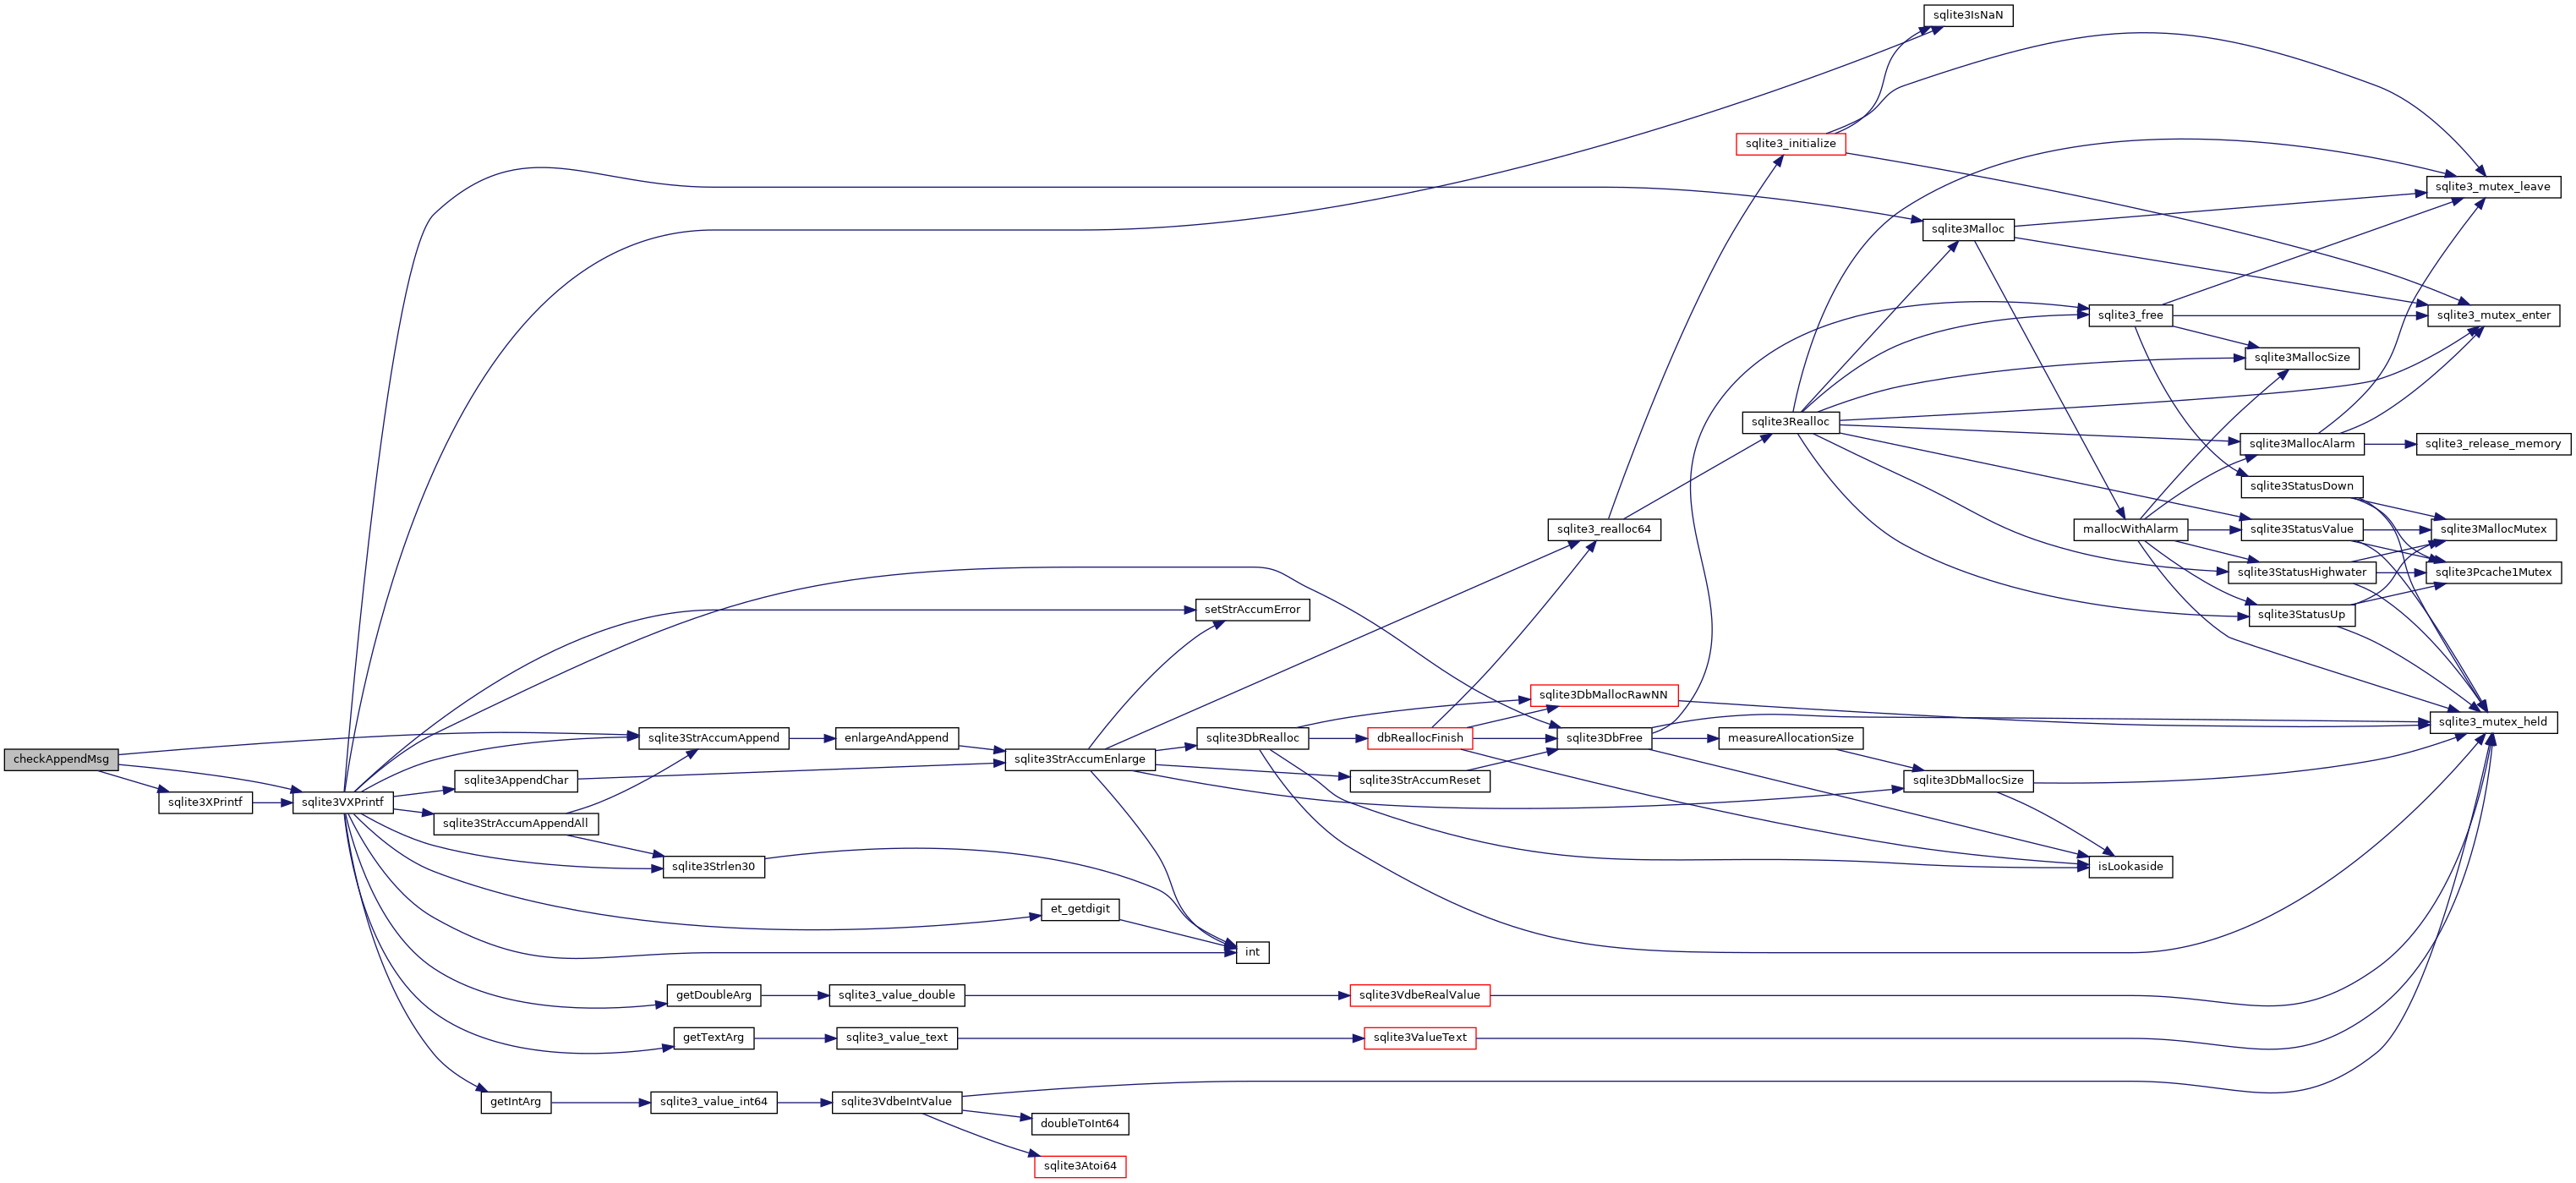 sqlite3IsNaN
sqlite3_initialize
sqlite3_mutex_leave
sqlite3Malloc
sqlite3_free
sqlite3_mutex_enter
sqlite3MallocSize
sqlite3Realloc
sqlite3MallocAlarm
sqlite3_release_memory
sqlite3StatusDown
sqlite3_realloc64
mallocWithAlarm
sqlite3StatusValue
sqlite3MallocMutex
sqlite3StatusHighwater
sqlite3Pcache1Mutex
setStrAccumError
sqlite3StatusUp
sqlite3DbMallocRawNN
sqlite3_mutex_held
sqlite3StrAccumAppend
enlargeAndAppend
sqlite3DbRealloc
dbReallocFinish
sqlite3DbFree
measureAllocationSize
checkAppendMsg
sqlite3StrAccumEnlarge
sqlite3AppendChar
sqlite3StrAccumReset
sqlite3DbMallocSize
sqlite3XPrintf
sqlite3VXPrintf
sqlite3StrAccumAppendAll
sqlite3Strlen30
isLookaside
et_getdigit
int
getDoubleArg
sqlite3_value_double
sqlite3VdbeRealValue
getTextArg
sqlite3_value_text
sqlite3ValueText
getIntArg
sqlite3_value_int64
sqlite3VdbeIntValue
doubleToInt64
sqlite3Atoi64